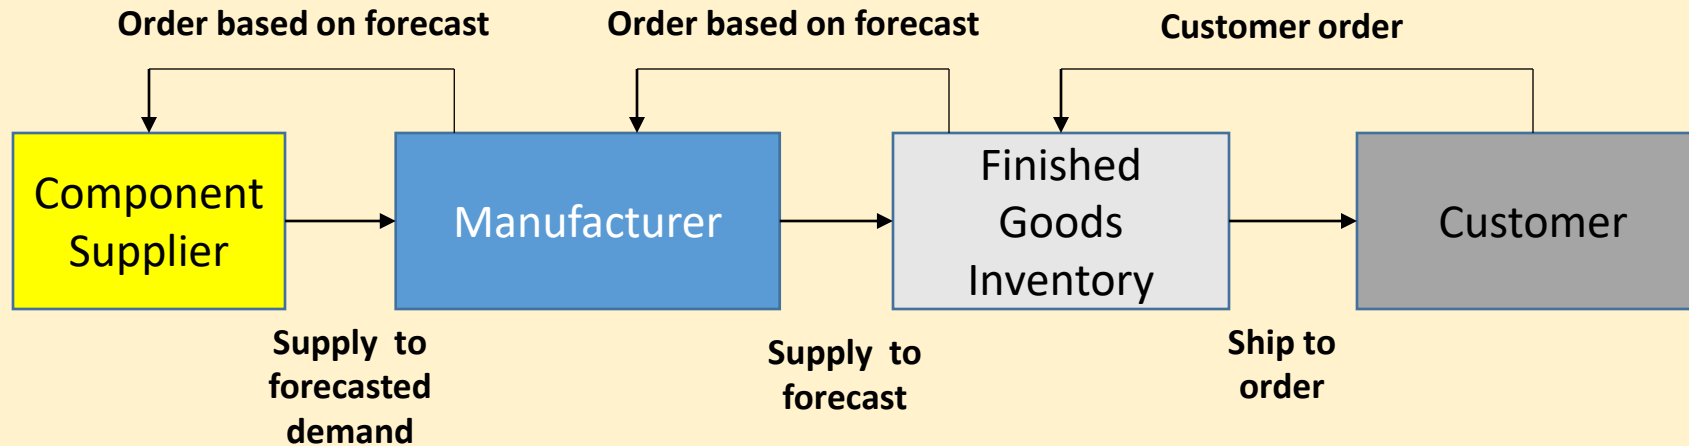 Order based on forecast
Order based on forecast
Customer order
Component
Supplier
Manufacturer
Finished
Goods
Inventory
Customer
Supply to
forecasted
demand
Supply to
forecast
Ship to
order